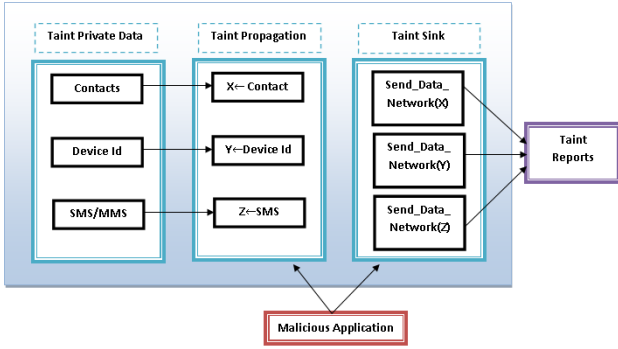 Taint Private Data
Taint Propagation
Taint Sink
Contacts
X← Contact
Send_Data_
Network(X)
Device Id
Y←Device Id
Send_Data_
Network(Y)
SMS/MMS
Z←SMS
Send_Data_
Network(Z)
Taint
Reports
Malicious Application